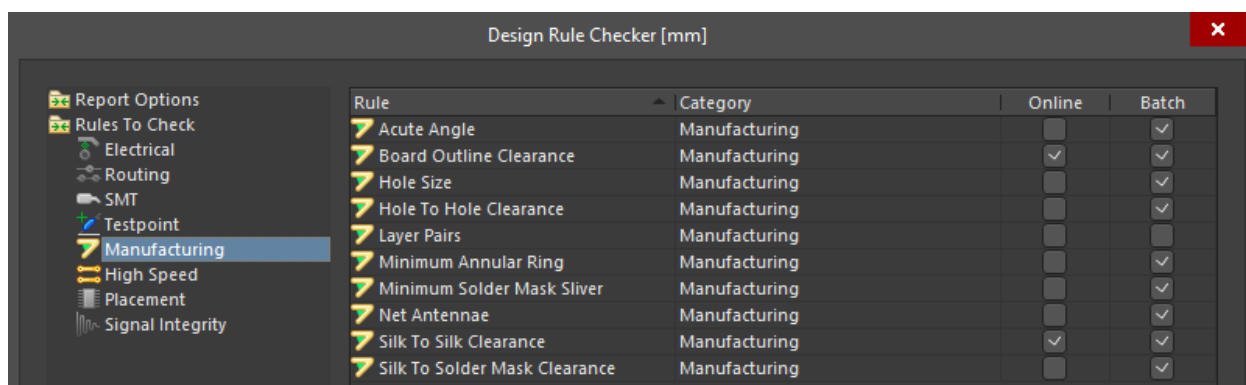 Design Rule Checker [mm]
Report Options
Rules To Check
Electrical
Routing
SMT
Testpoint
Manufacturing
High Speed
Placement
Signal Integrity
Rule Category Online Batch
Acute Angle Manufacturing
Board Outline Clearance Manufacturing
Hole Size Manufacturing
Hole To Hole Clearance Manufacturing
Layer Pairs Manufacturing
Minimum Annular Ring Manufacturing
Minimum Solder Mask Sliver Manufacturing
Net Antennae Manufacturing
Silk To Silk Clearance Manufacturing
Silk To Solder Mask Clearance Manufacturing